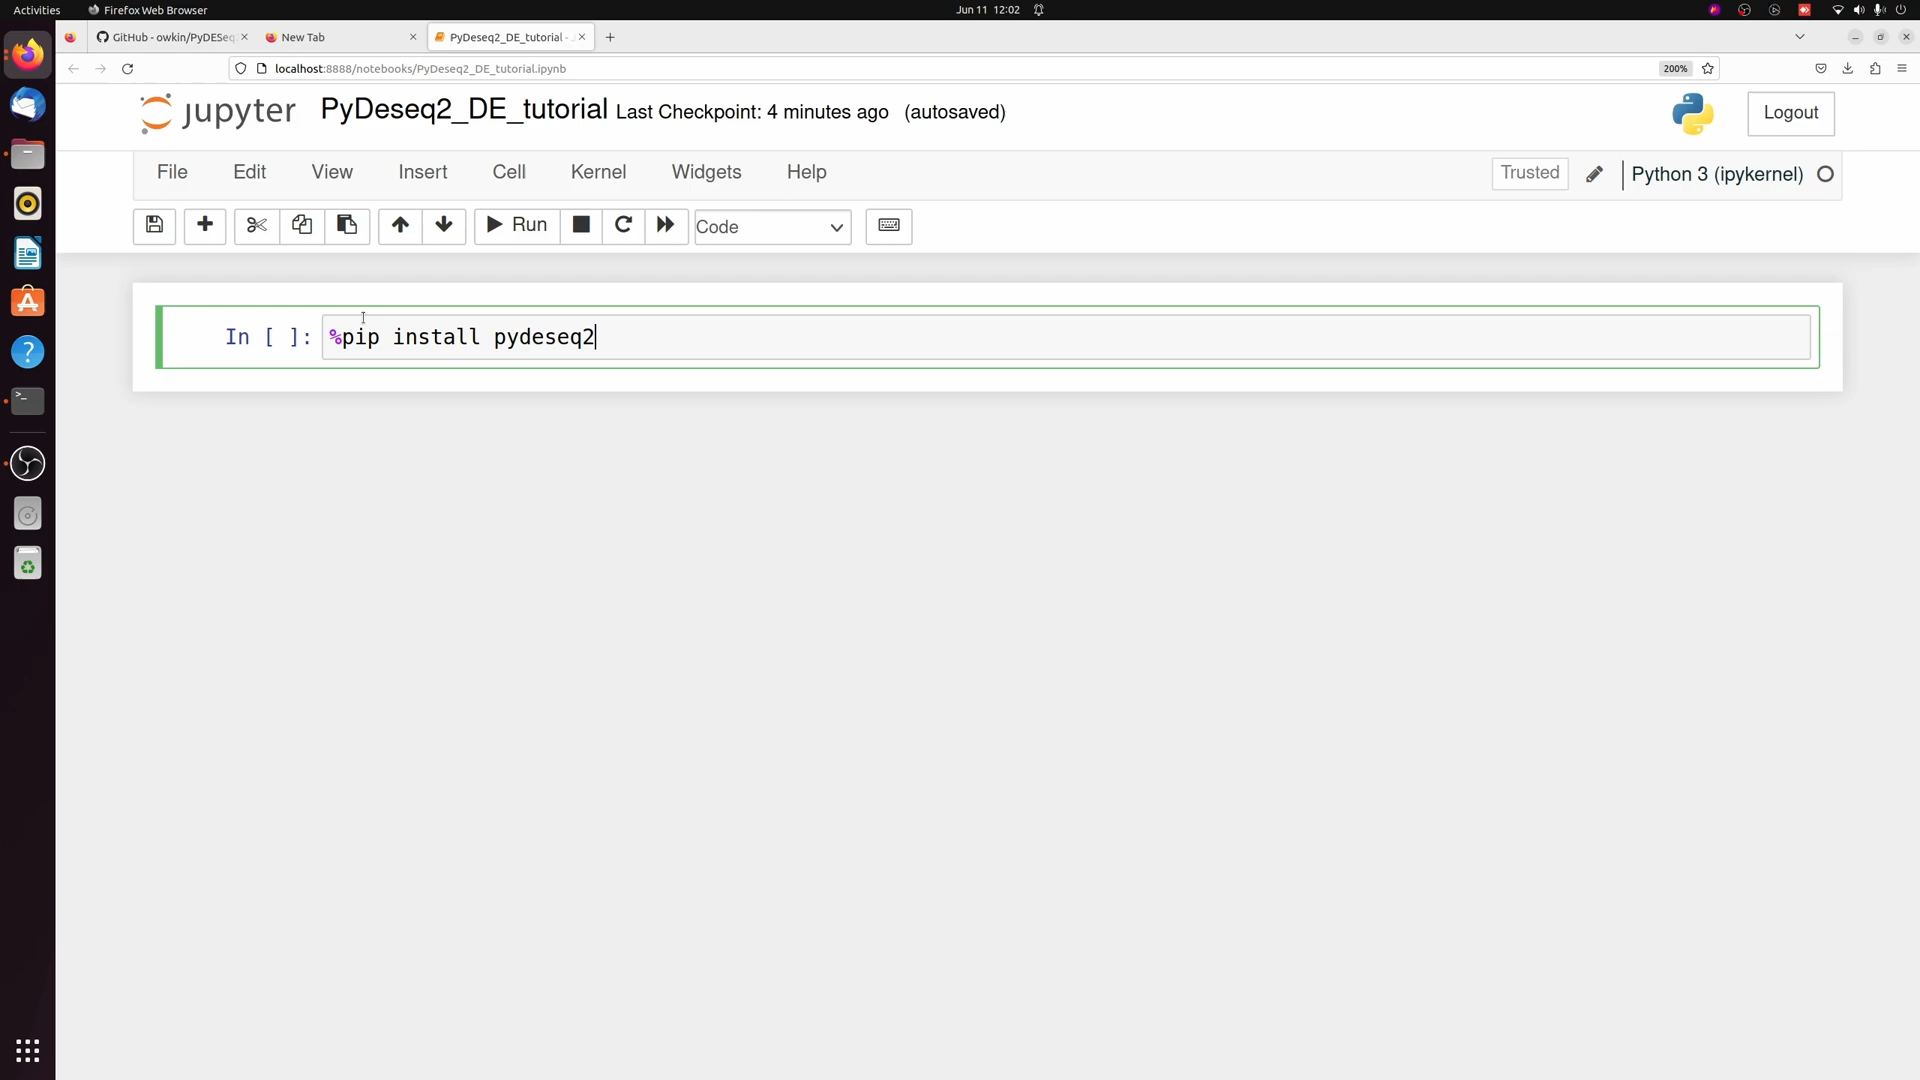 Activities Firefox Web Browser Jun 11 12:02
GitHub - owkin/PyDESeq New Tab PyDeseq2_DE_tutorial -
localhost:8888/notebooks/PyDeseq2_DE_tutorial.ipynb 200%
jupyter PyDeseq2_DE_tutorial Last Checkpoint: 4 minutes ago (autosaved) Logout
File Edit View Insert Cell Kernel Widgets Help Trusted Python 3 (ipykernel)
Run Code
In [ ]: %pip install pydeseq2